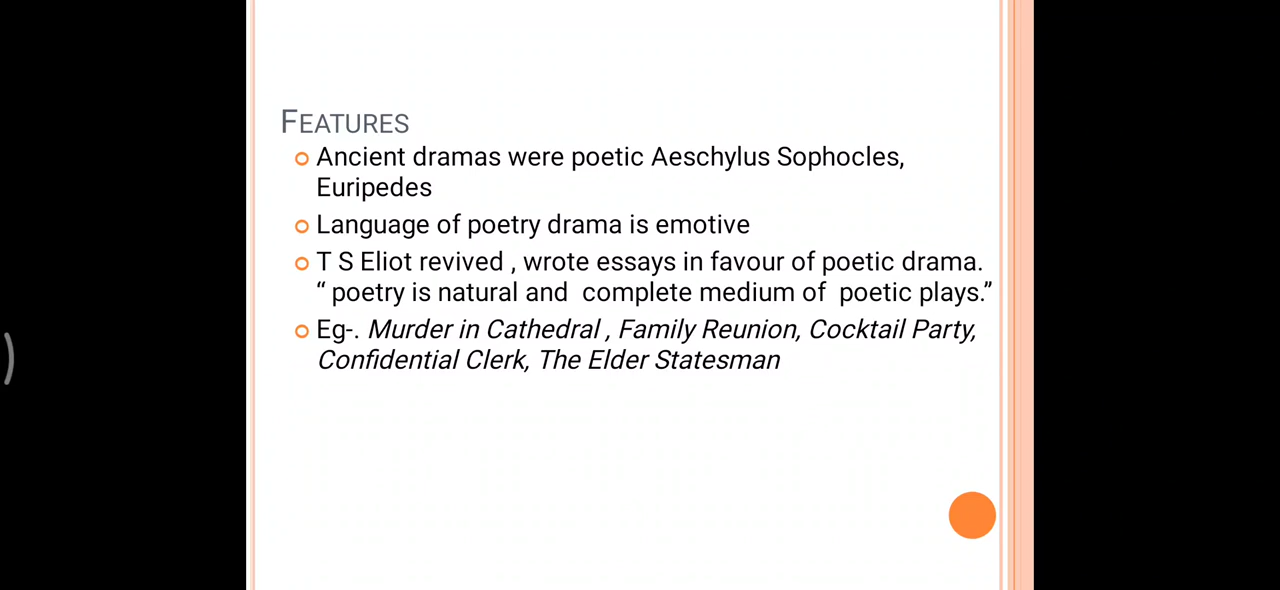 FEATURES
Ancient dramas were poetic Aeschylus Sophocles,
Euripedes
Language of poetry drama is emotive
T S Eliot revived , wrote essays in favour of poetic drama.
“ poetry is natural and  complete medium of  poetic plays.”
Eg-. Murder in Cathedral , Family Reunion, Cocktail Party,
Confidential Clerk, The Elder Statesman